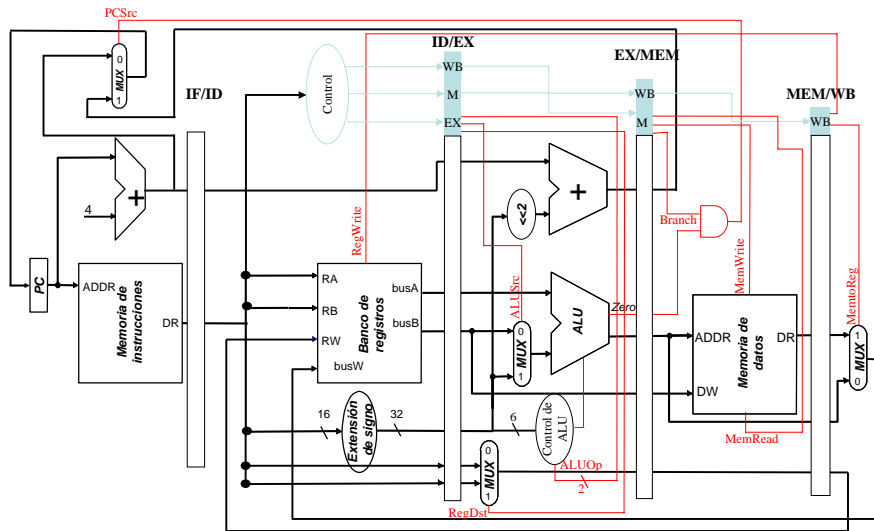 PCSrc
0
MUX
1
IF/ID
ID/EX
EX/MEM
MEM/WB
Control
WB
M
EX
WB
M
WB
+
4
<<2
+
Branch
RegWrite
PC
ADDR
Memoria de
instrucciones
DR
RA
RB
RW
busW
Banco de
registros
busA
busB
ALUSrc
0
MUX
1
ALU
Zero
MemWrite
ADDR
DW
Memoria de
datos
DR
MemRead
MemtoReg
1
MUX
0
16
Extensión
de signo
32
6
Control de
ALU
ALUOp
2
0
MUX
1
RegDst